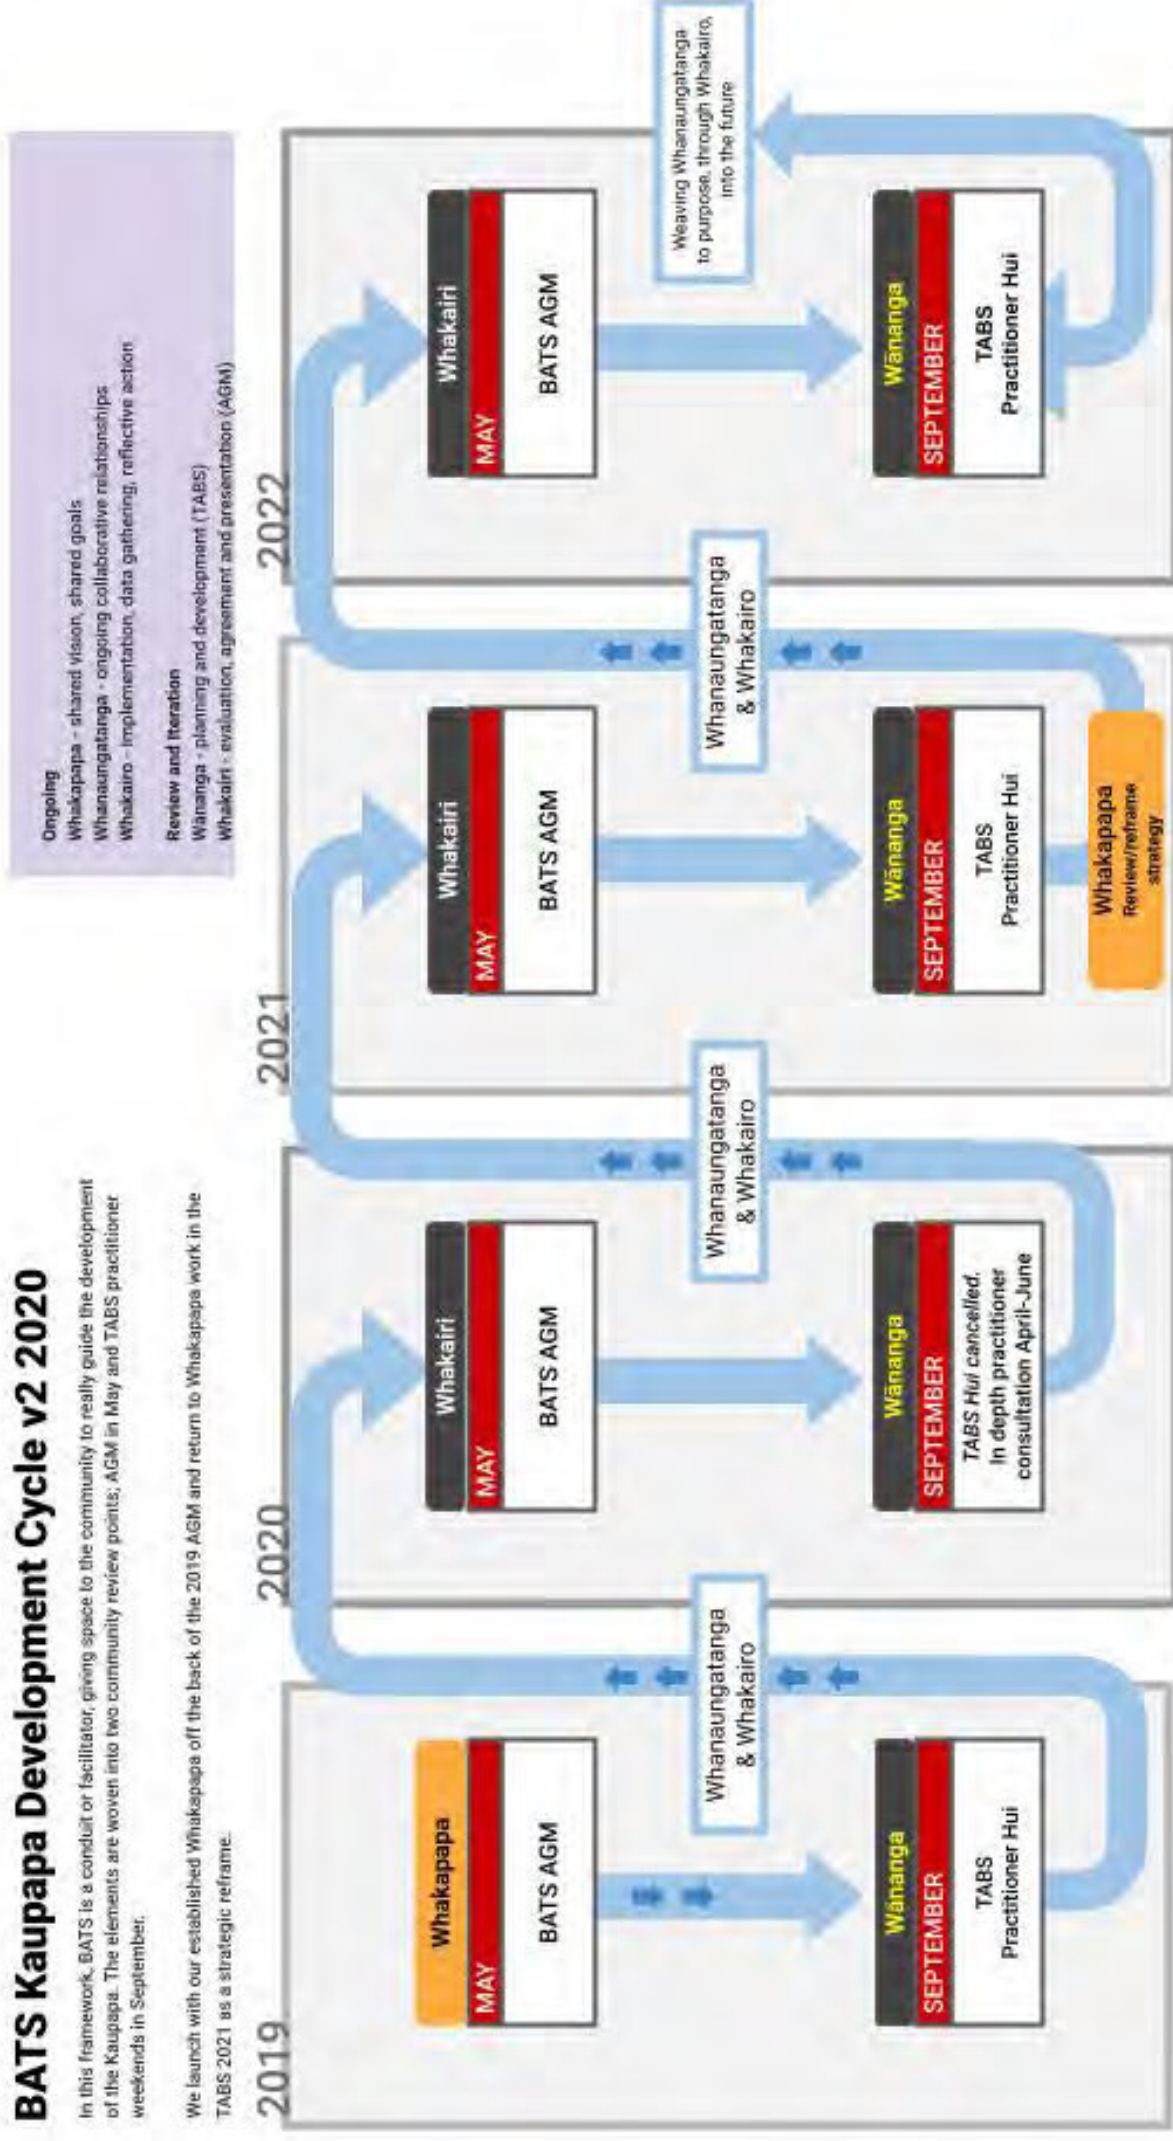 BATS Kaupapa Development Cycle v2 2020
In this framework, BATS is a conduit or facilitator, giving space to the community to really guide the development
of the Kaupapa. The elements are woven into two community review points; AGM in May and TABS practitioner
weekends in September.
We launch with our established Whakapapa off the back of the 2019 AGM and return to Whakapapa work in the
TABS 2021 as a strategic reframe.
Ongoing
Whakapapa - shared vision, shared goals
Whanaungatanga - ongoing collaborative relationships
Whakairo - implementation, data gathering, reflective action
Review and Iteration
Wānanga - planning and development (TABS)
Whakairi - evaluation, agreement and presentation (AGM)
2019
Whakapapa
MAY
BATS AGM
Wānanga
SEPTEMBER
TABS
Practitioner Hui
Whanaungatanga
& Whakairo
2020
Whakairi
MAY
BATS AGM
Wānanga
SEPTEMBER
TABS Hui cancelled.
In depth practitioner
consultation April-June
Whanaungatanga
& Whakairo
2021
Whakairi
MAY
BATS AGM
Wānanga
SEPTEMBER
TABS
Practitioner Hui
Whakapapa
Review/reframe
strategy
Whanaungatanga
& Whakairo
2022
Whakairi
MAY
BATS AGM
Wānanga
SEPTEMBER
TABS
Practitioner Hui
Weaving Whanaungatanga
to purpose, through Whakairo,
into the future